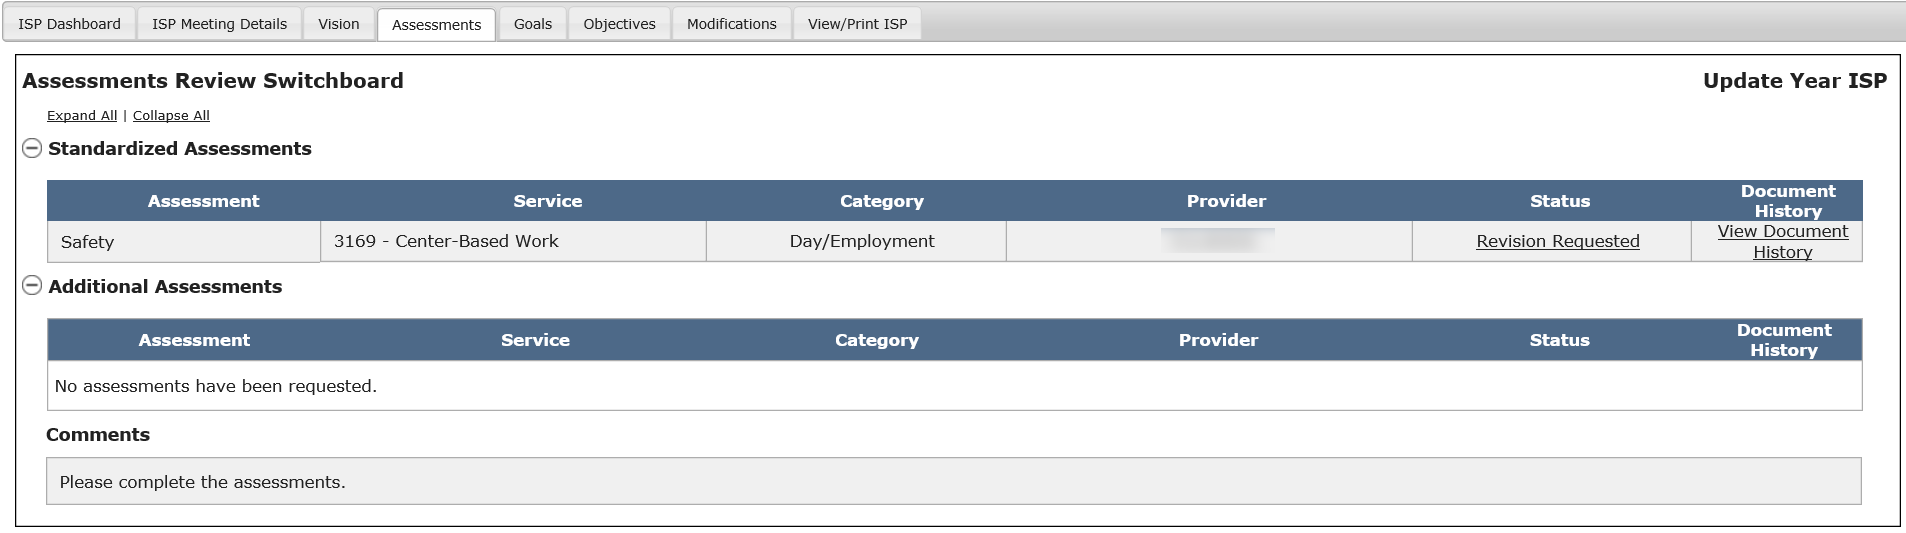 ISP Dashboard ISP Meeting Details Vision Assessments Goals Objectives Modifications View/Print ISP
Assessments Review Switchboard Update Year ISP
Expand All | Collapse All
Standardized Assessments
Assessment Service Category Provider Status Document History
Safety 3169 - Center-Based Work Day/Employment Revision Requested View Document History
Additional Assessments
Assessment Service Category Provider Status Document History
No assessments have been requested.
Comments
Please complete the assessments.